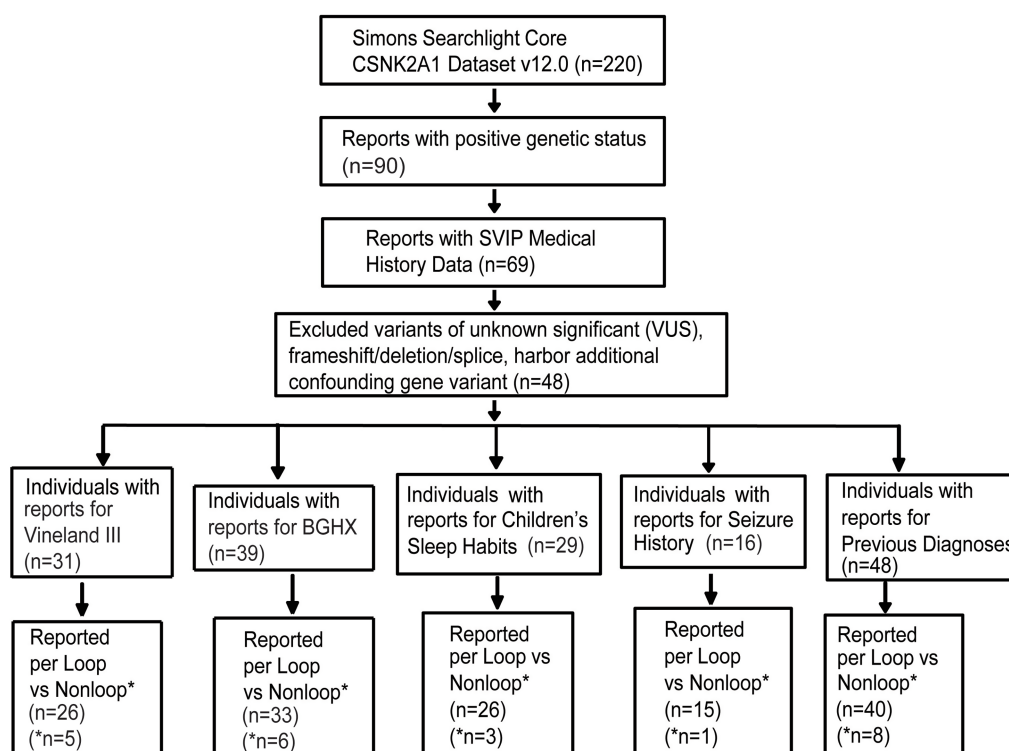 Simons Searchlight Core
CSNK2A1 Dataset v12.0 (n=220)
Reports with positive genetic status
(n=90)
Reports with SVIP Medical
History Data (n=69)
Excluded variants of unknown significant (VUS),
frameshift/deletion/splice, harbor additional
confounding gene variant (n=48)
Individuals with
reports for
Vineland III
(n=31)
Individuals with
reports for BGHX
(n=39)
Individuals with
reports for Children's
Sleep Habits (n=29)
Individuals with
reports for Seizure
History (n=16)
Individuals with
reports for
Previous Diagnoses
(n=48)
Reported
per Loop
vs Nonloop*
(n=26)
(*n=5)
Reported
per Loop
vs Nonloop*
(n=33)
(*n=6)
Reported
per Loop vs
Nonloop*
(n=26)
(*n=3)
Reported
per Loop
vs Nonloop*
(n=15)
(*n=1)
Reported
per Loop vs
Nonloop*
(n=40)
(*n=8)